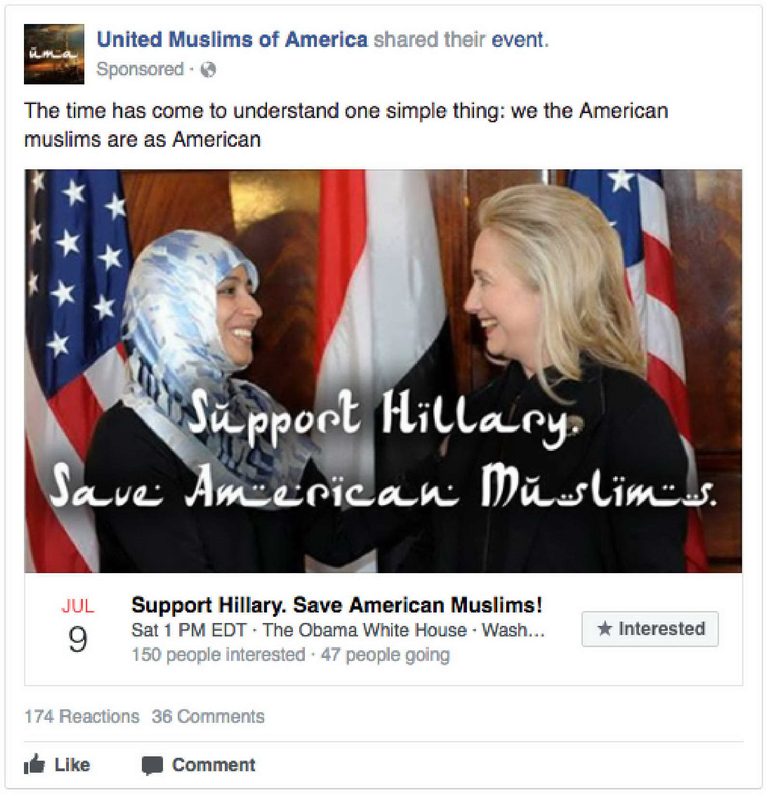 ūma
United Muslims of America shared their event.
Sponsored ·
The time has come to understand one simple thing: we the American
muslims are as American
Support Hillary.
Save American Muslims.
JUL
9
Support Hillary. Save American Muslims!
Sat 1 PM EDT · The Obama White House · Wash...
150 people interested · 47 people going
★ Interested
174 Reactions 36 Comments
Like Comment